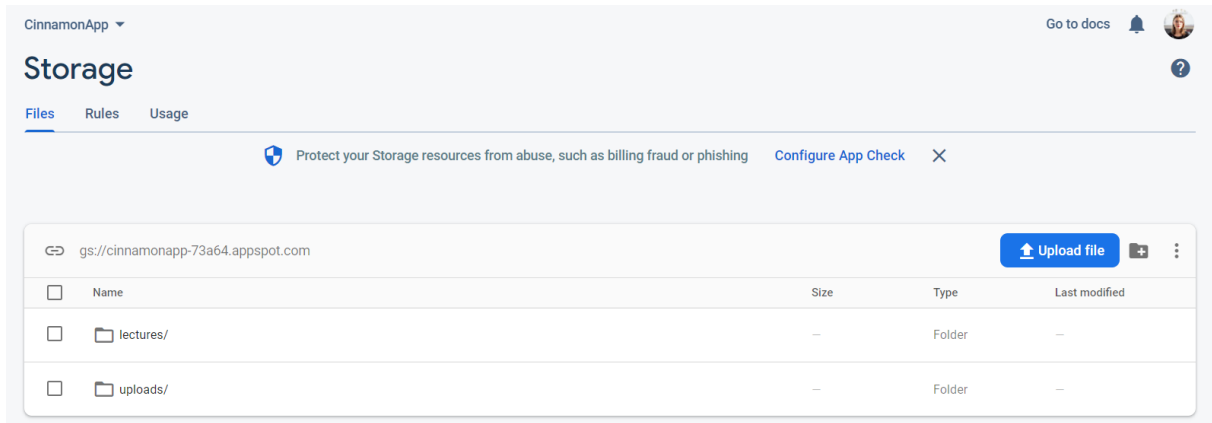 CinnamonApp Go to docs
Storage
Files Rules Usage
Protect your Storage resources from abuse, such as billing fraud or phishing Configure App Check
gs://cinnamonapp-73a64.appspot.com Upload file
Name Size Type Last modified
lectures/ — Folder —
uploads/ — Folder —